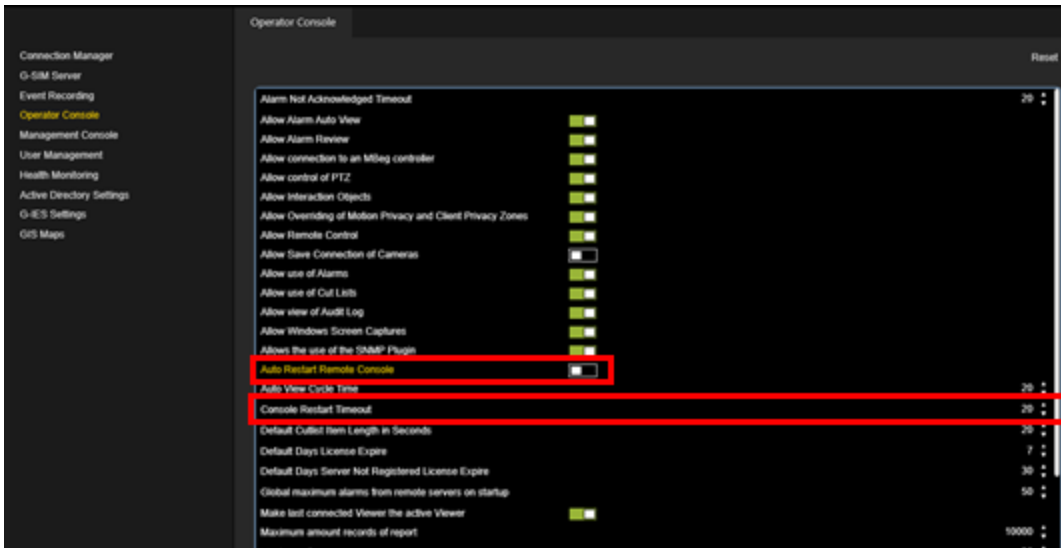 Operator Console
Reset
Connection Manager
G-SIM Server
Event Recording
Operator Console
Management Console
User Management
Health Monitoring
Active Directory Settings
G-IES Settings
GIS Maps
Alarm Not Acknowledged Timeout 20
Allow Alarm Auto View
Allow Alarm Review
Allow connection to an MBeg controller
Allow control of PTZ
Allow Interaction Objects
Allow Overriding of Motion Privacy and Client Privacy Zones
Allow Remote Control
Allow Save Connection of Cameras
Allow use of Alarms
Allow use of Cut Lists
Allow view of Audit Log
Allow Windows Screen Captures
Allows the use of the SNMP Plugin
Auto Restart Remote Console
Auto View Cycle Time 20
Console Restart Timeout 20
Default Cutlist Item Length in Seconds 20
Default Days License Expire 7
Default Days Server Not Registered License Expire 30
Global maximum alarms from remote servers on startup 50
Make last connected Viewer the active Viewer
Maximum amount records of report 10000